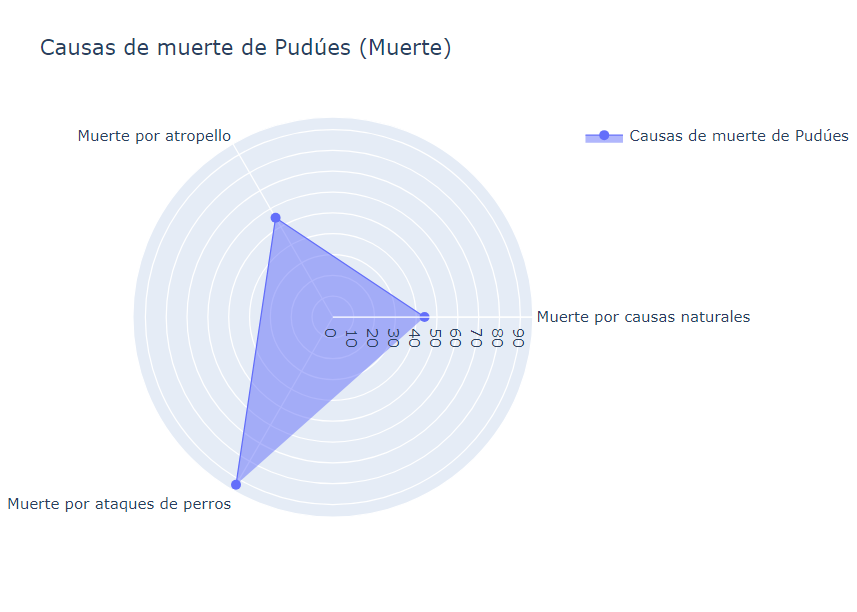 Causas de muerte de Pudúes (Muerte)
Muerte por atropello
Causas de muerte de Pudúes
Muerte por causas naturales
0
10
20
30
40
50
60
70
80
90
Muerte por ataques de perros